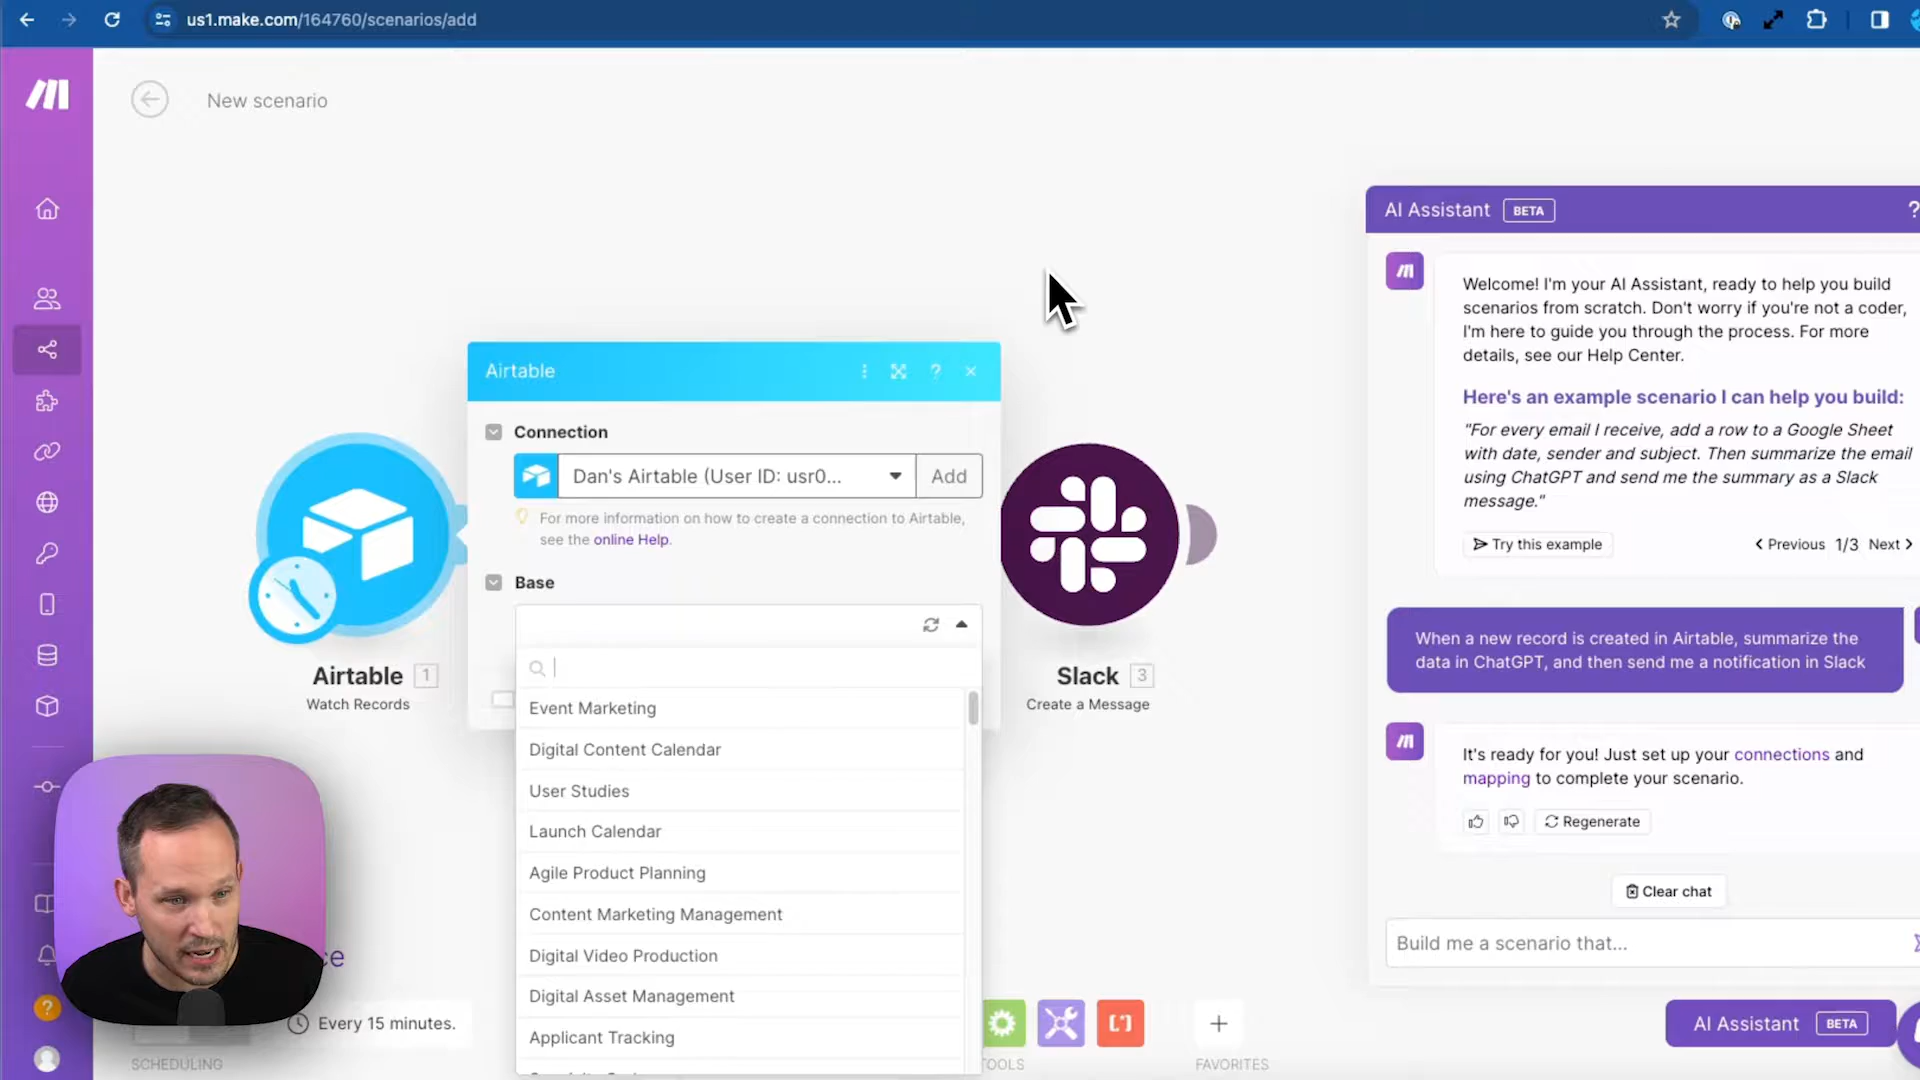 us1.make.com/164760/scenarios/add
New scenario
AI Assistant BETA ?
Welcome! I'm your AI Assistant, ready to help you build
scenarios from scratch. Don't worry if you're not a coder,
I'm here to guide you through the process. For more
details, see our Help Center.
Here's an example scenario I can help you build:
"For every email I receive, add a row to a Google Sheet
with date, sender and subject. Then summarize the email
using ChatGPT and send me the summary as a Slack
message."
Try this example
Previous 1/3 Next
When a new record is created in Airtable, summarize the
data in ChatGPT, and then send me a notification in Slack
It's ready for you! Just set up your connections and
mapping to complete your scenario.
Regenerate
Clear chat
Build me a scenario that...
AI Assistant BETA
Airtable
?
Connection
Dan's Airtable (User ID: usr0...
Add
For more information on how to create a connection to Airtable,
see the online Help.
Base
Event Marketing
Digital Content Calendar
User Studies
Launch Calendar
Agile Product Planning
Content Marketing Management
Digital Video Production
Digital Asset Management
Applicant Tracking
Airtable 1
Watch Records
Slack 3
Create a Message
?
Every 15 minutes.
SCHEDULING
TOOLS
FAVORITES